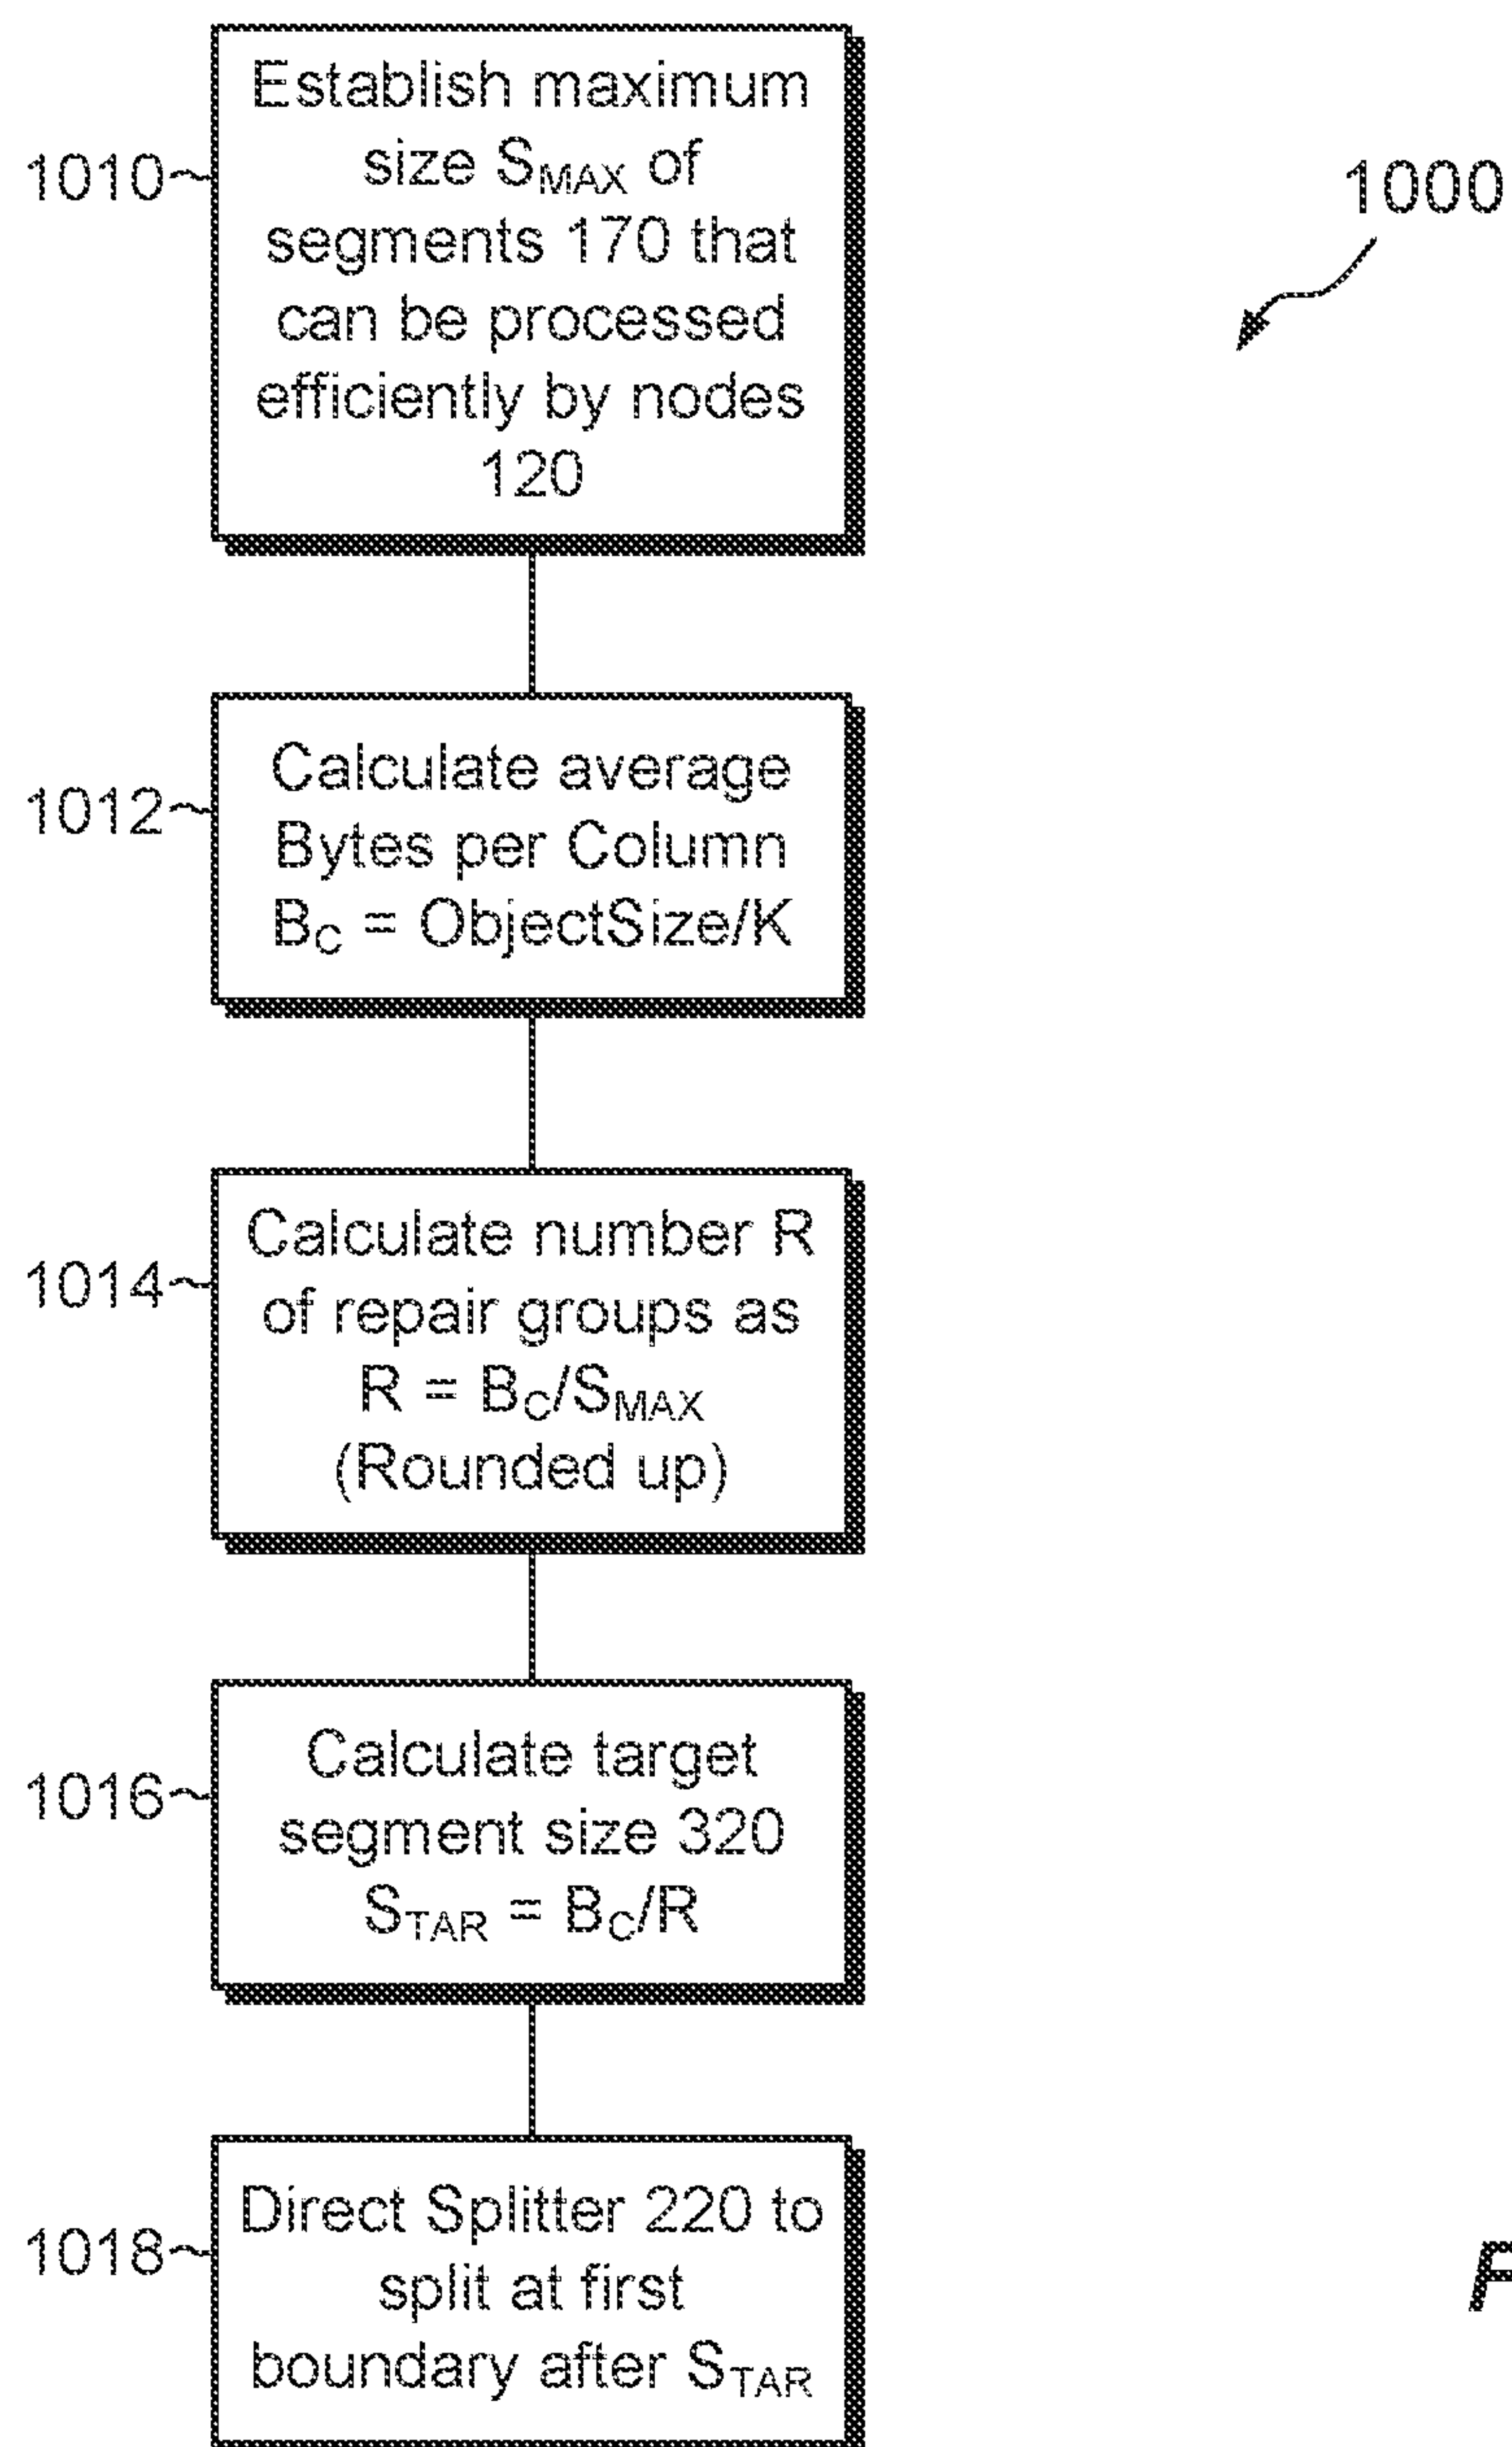 1000
1010
Establish maximum
size SMAX of
segments 170 that
can be processed
efficiently by nodes
120
1012
Calculate average
Bytes per Column
BC = ObjectSize/K
1014
Calculate number R
of repair groups as
R = BC/SMAX
(Rounded up)
1016
Calculate target
segment size 320
STAR = BC/R
1018
Direct Splitter 220 to
split at first
boundary after STAR
F